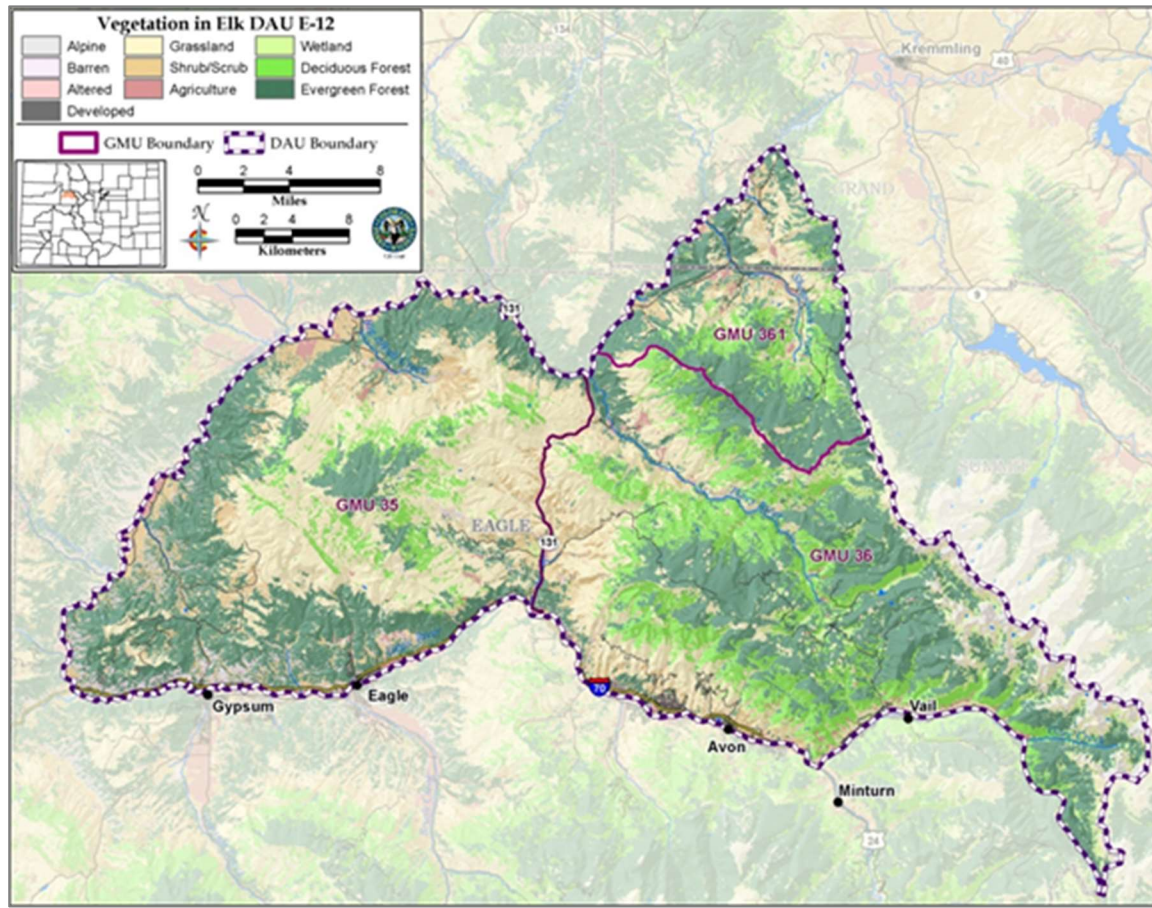 Vegetation in Elk DAU E-12
Alpine
Grassland
Wetland
Barren
Shrub/Scrub
Deciduous Forest
Altered
Agriculture
Evergreen Forest
Developed
GMU Boundary
DAU Boundary
0 2 4 8
Miles
N
0 2 4 8
Kilometers
134
Kremmling
40
GRAND
9
131
GMU 361
GMU 35
EAGLE
131
GMU 36
SUMMIT
70
Gypsum
Eagle
Avon
Vail
Minturn
24